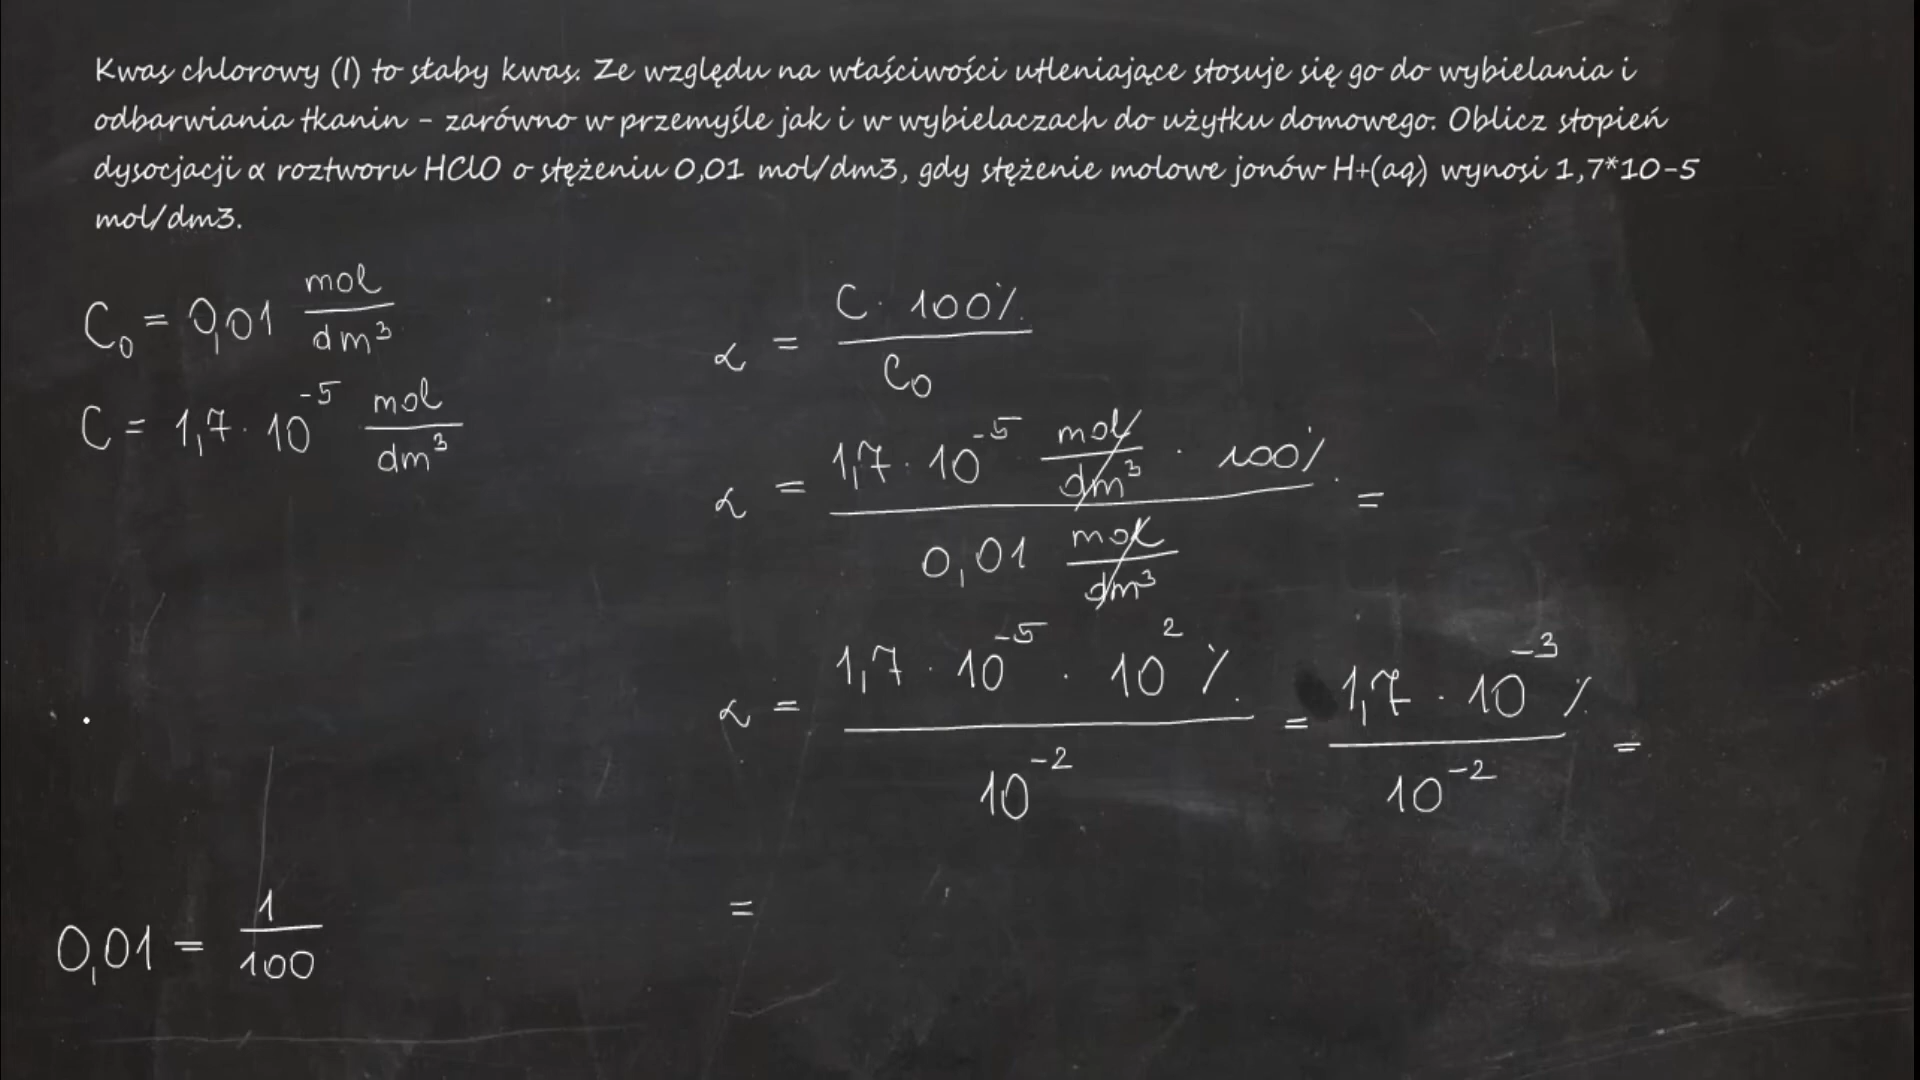 Kwas chlorowy (I) to słaby kwas. Ze względu na właściwości utleniające stosuje się go do wybielania i
odbarwiania tkanin - zarówno w przemyśle jak i w wybielaczach do użytku domowego. Oblicz stopień
dysocjacji α roztworu HClO o stężeniu 0,01 mol/dm3, gdy stężenie molowe jonów H+(aq) wynosi 1,7*10-5
mol/dm3.
C₀ = 0,01 mol/dm³
C = 1,7 · 10⁻⁵ mol/dm³
α = C · 100% / C₀
α = 1,7 · 10⁻⁵ mol/dm³ · 100% / 0,01 mol/dm³ =
α = 1,7 · 10⁻⁵ · 10² % / 10⁻² = 1,7 · 10⁻³ % / 10⁻² =
=
0,01 = 1/100